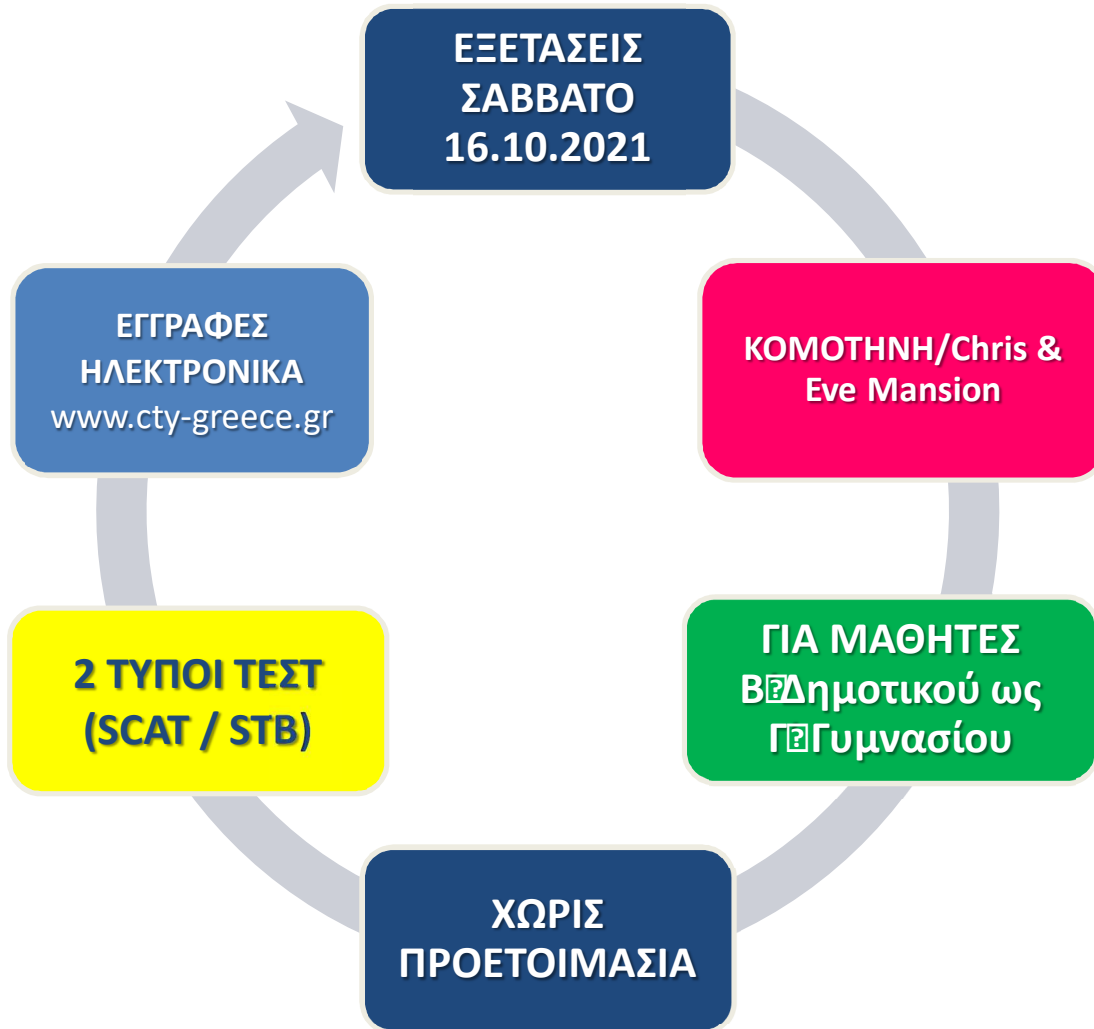 ΕΞΕΤΑΣΕΙΣ
ΣΑΒΒΑΤΟ
16.10.2021
ΚΟΜΟΤΗΝΗ/Chris &
Eve Mansion
ΓΙΑ ΜΑΘΗΤΕΣ
Β�Δημοτικού ως
Γ�Γυμνασίου
ΧΩΡΙΣ
ΠΡΟΕΤΟΙΜΑΣΙΑ
2 ΤΥΠΟΙ ΤΕΣΤ
(SCAT / STB)
ΕΓΓΡΑΦΕΣ
ΗΛΕΚΤΡΟΝΙΚΑ
www.cty-greece.gr